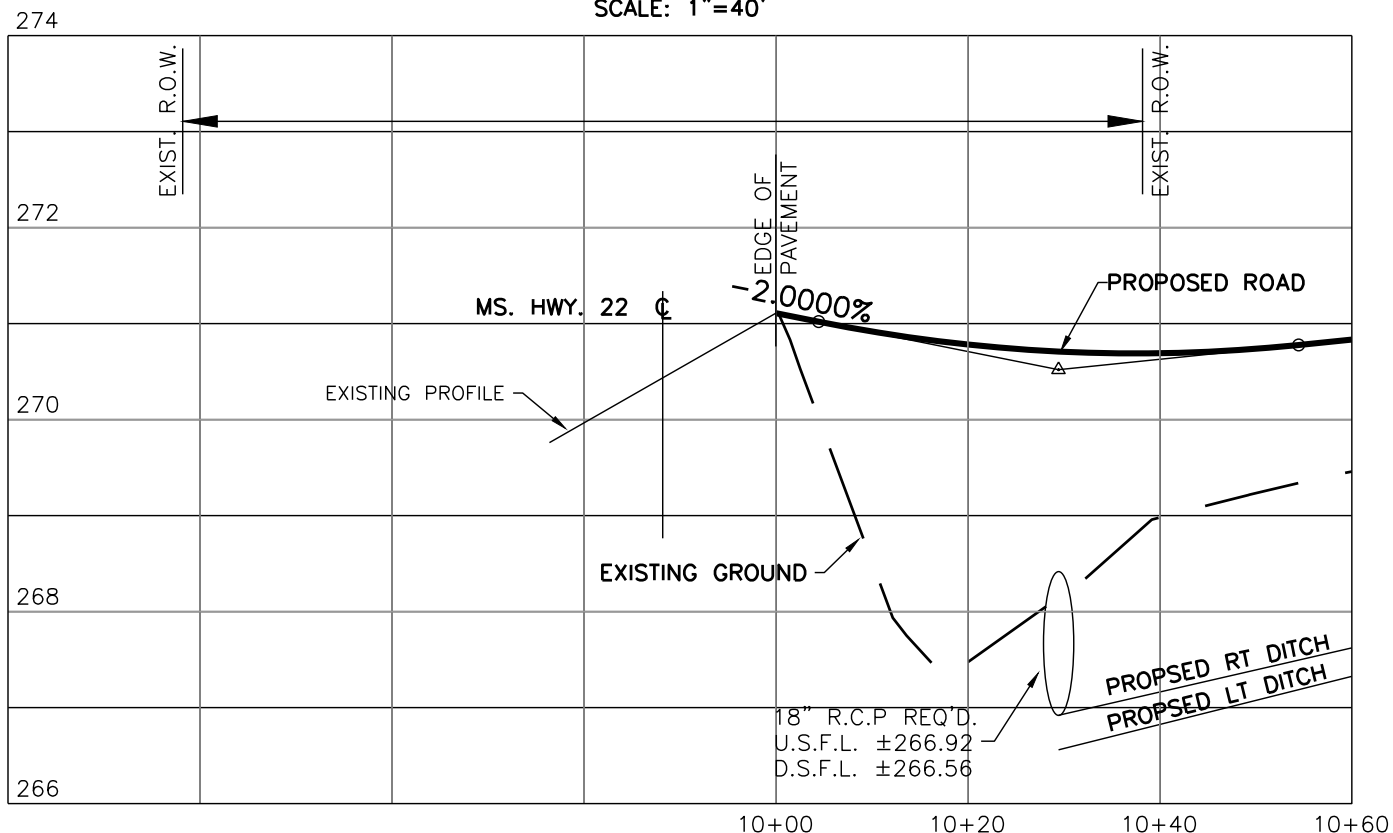 SCALE: 1"=40'
274
EXIST. R.O.W.
EXIST. R.O.W.
272
EDGE OF
PAVEMENT
-2.0000%
PROPOSED ROAD
MS. HWY. 22 ℄
270
EXISTING PROFILE
EXISTING GROUND
268
PROPSED RT DITCH
PROPSED LT DITCH
18" R.C.P REQ'D.
U.S.F.L. ±266.92
D.S.F.L. ±266.56
266
10+00
10+20
10+40
10+60